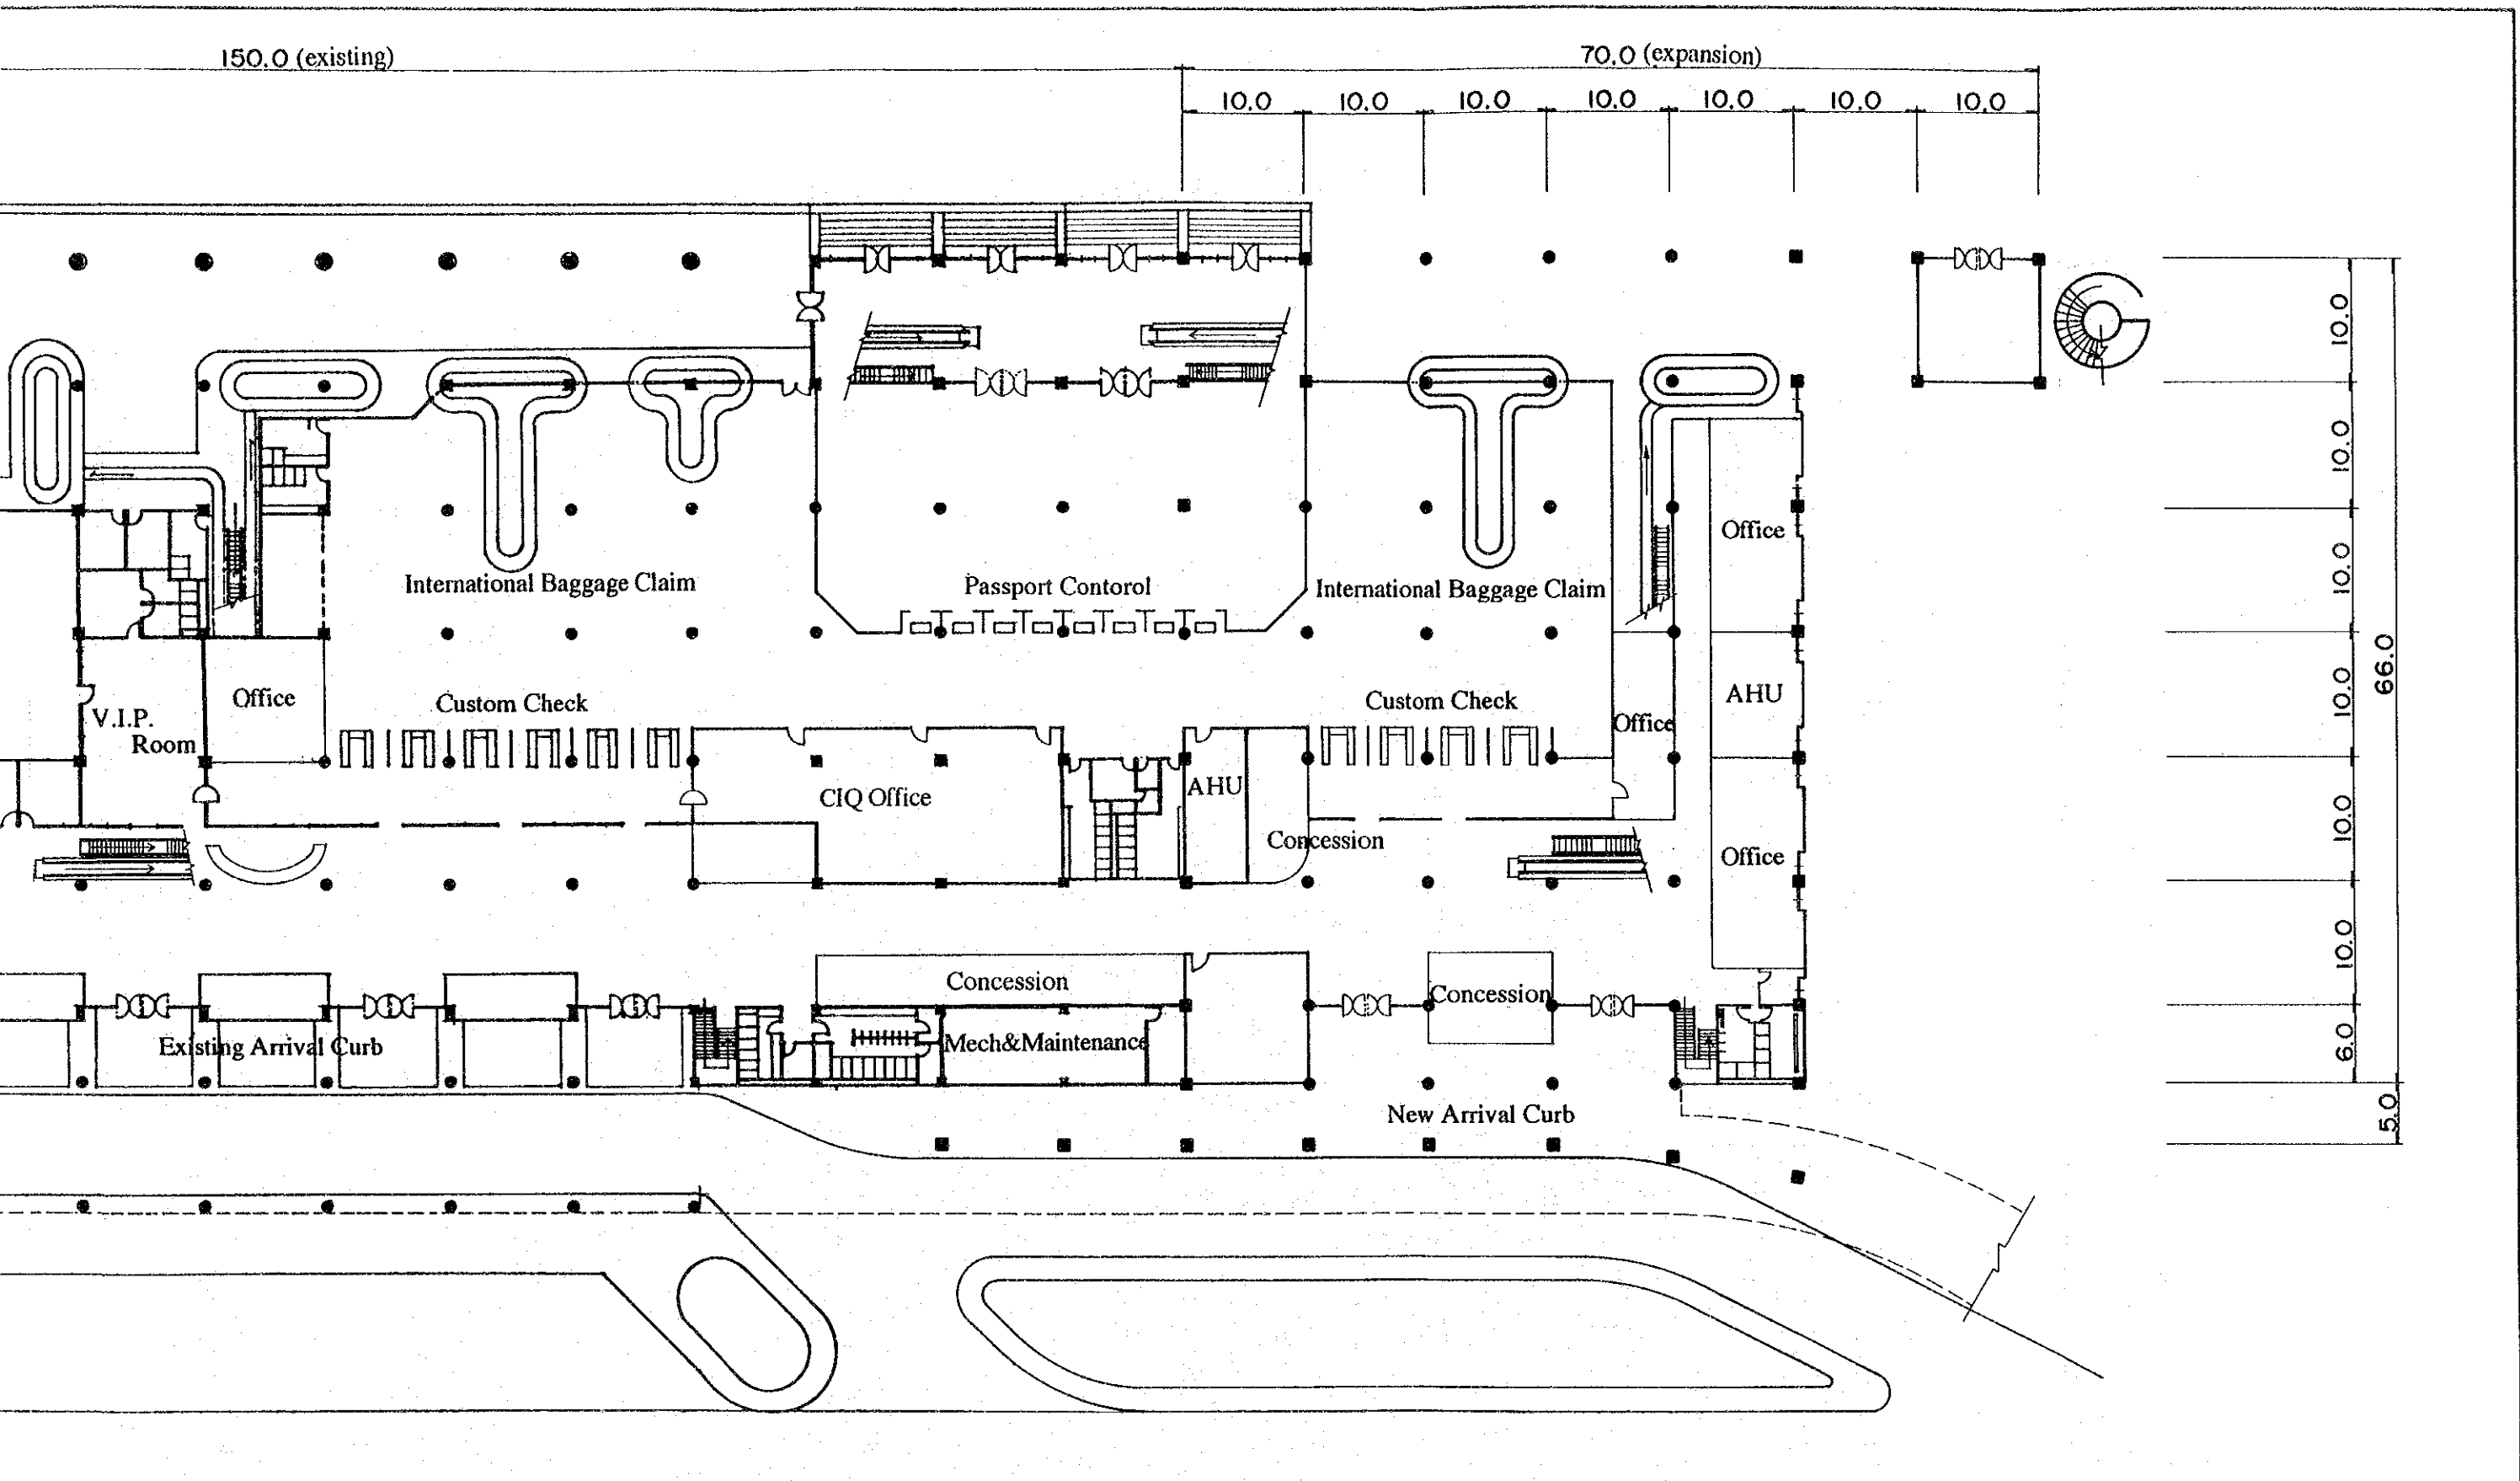 150.0 (existing)
70.0 (expansion)
10.0 10.0 10.0 10.0 10.0 10.0 10.0
10.0
10.0
10.0
10.0
10.0
10.0
6.0
66.0
5.0
International Baggage Claim
Passport Contorol
International Baggage Claim
Office
V.I.P.
Room
Office
Custom Check
Custom Check
Office
AHU
CIQ Office
AHU
Concession
Office
Concession
Concession
Existing Arrival Curb
Mech&Maintenance
New Arrival Curb